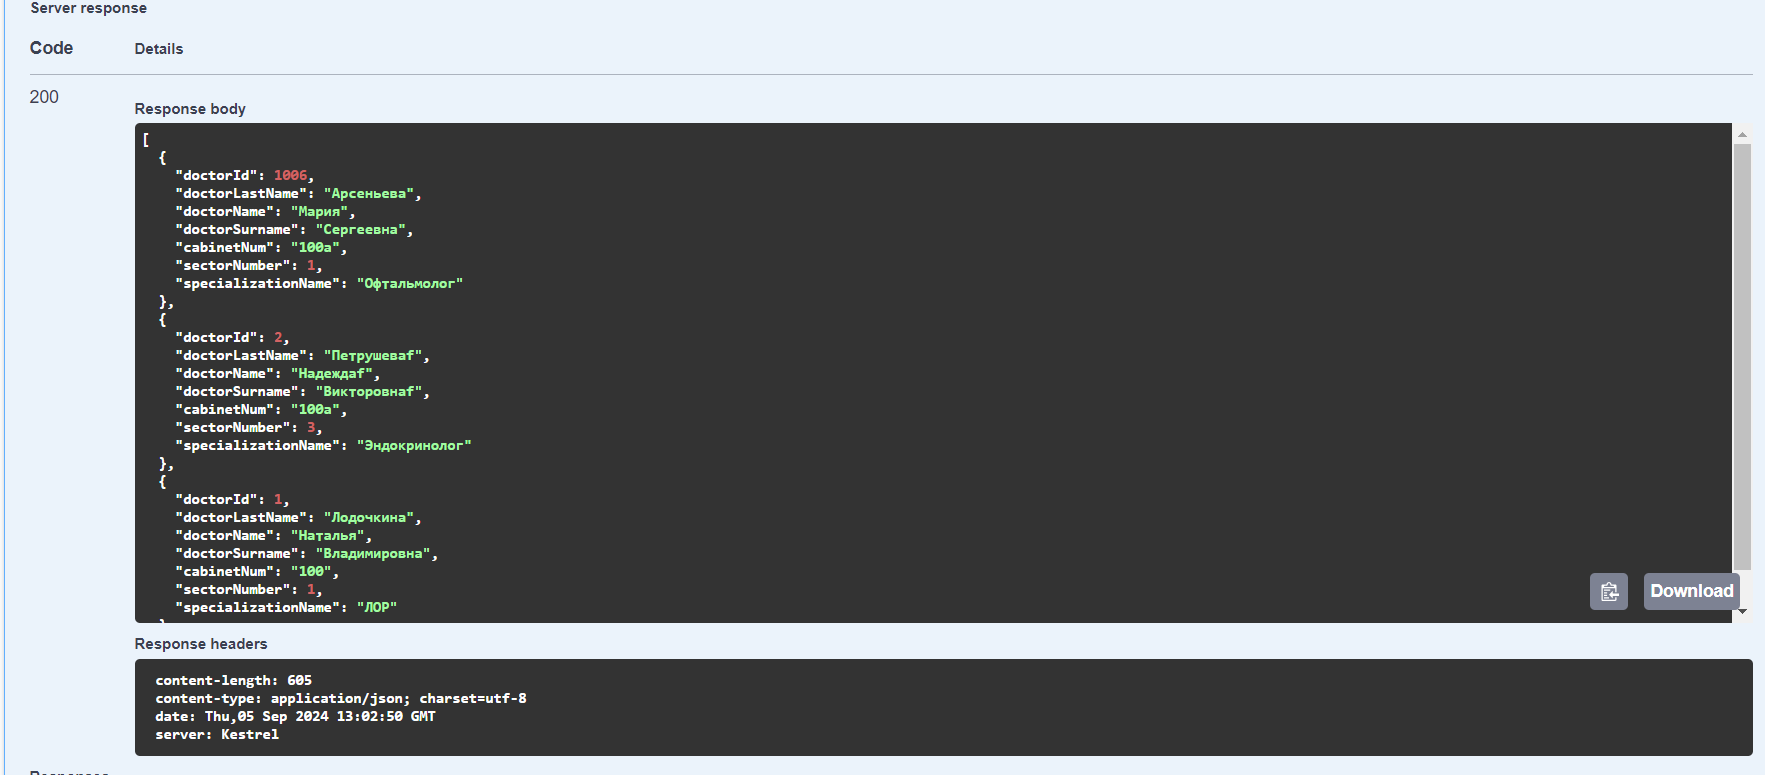 Server response
Code Details
200
Response body
[
  {
    "doctorId": 1006,
    "doctorLastName": "Арсеньева",
    "doctorName": "Мария",
    "doctorSurname": "Сергеевна",
    "cabinetNum": "100a",
    "sectorNumber": 1,
    "specializationName": "Офтальмолог"
  },
  {
    "doctorId": 2,
    "doctorLastName": "Петрушеваf",
    "doctorName": "Надеждаf",
    "doctorSurname": "Викторовнаf",
    "cabinetNum": "100a",
    "sectorNumber": 3,
    "specializationName": "Эндокринолог"
  },
  {
    "doctorId": 1,
    "doctorLastName": "Лодочкина",
    "doctorName": "Наталья",
    "doctorSurname": "Владимировна",
    "cabinetNum": "100",
    "sectorNumber": 1,
    "specializationName": "ЛОР"
Download
Response headers
content-length: 605
content-type: application/json; charset=utf-8
date: Thu,05 Sep 2024 13:02:50 GMT
server: Kestrel